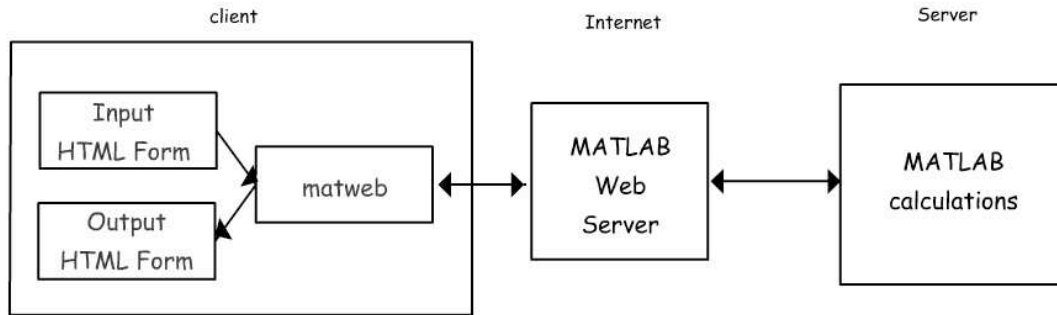 client
Internet
Server
Input
HTML Form
Output
HTML Form
matweb
MATLAB
Web
Server
MATLAB
calculations